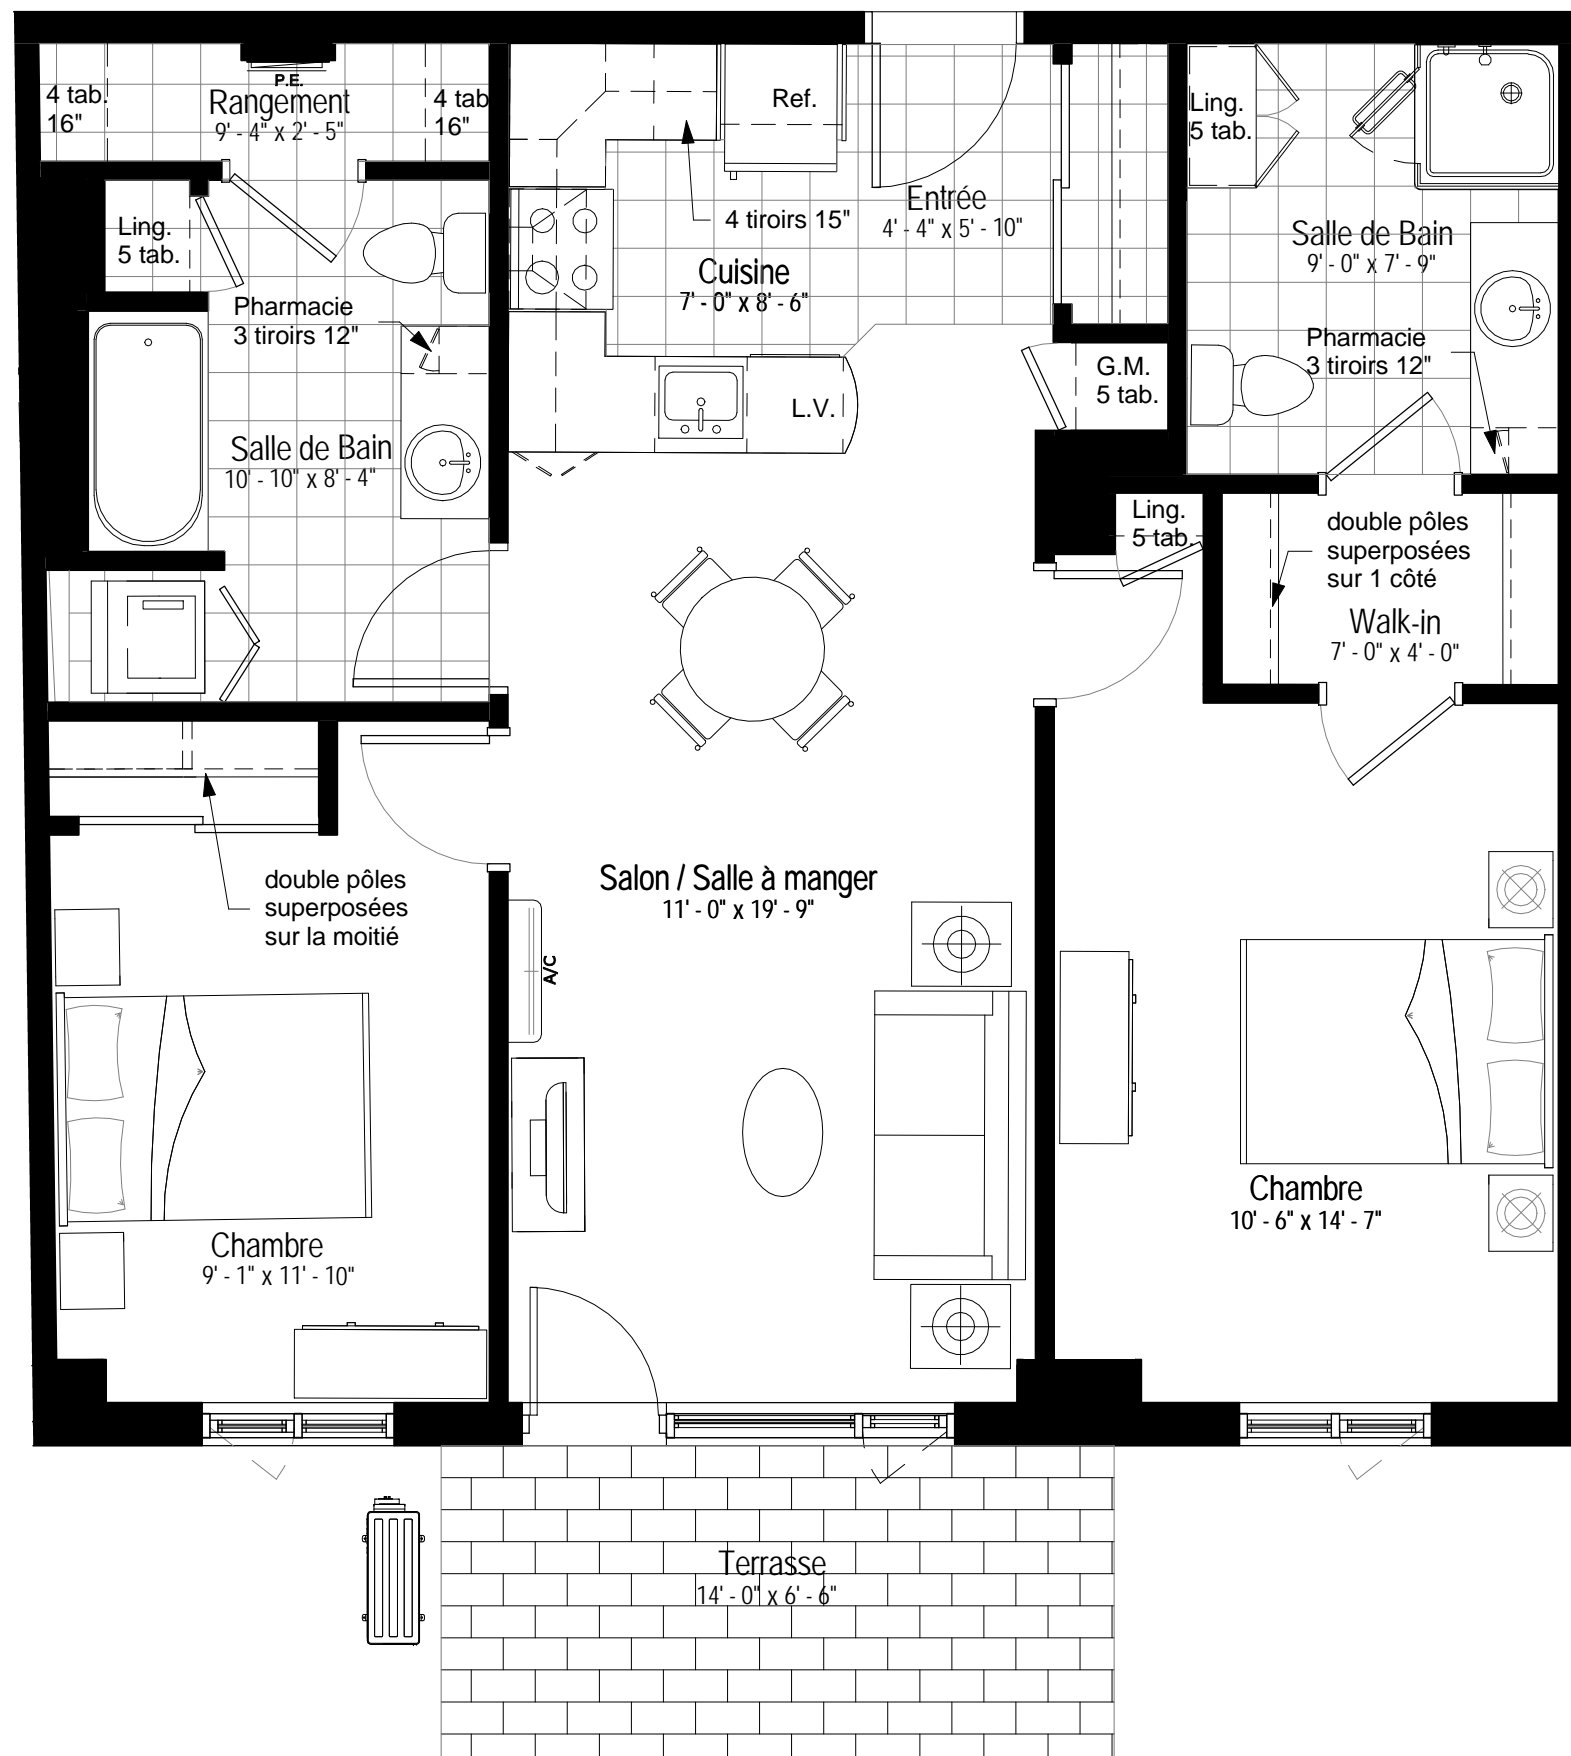 P.E.
4 tab.
16"
Rangement
9' - 4" x 2' - 5"
4 tab
16"
Ref.
Ling.
5 tab.
Ling.
5 tab.
4 tiroirs 15"
Entrée
4' - 4" x 5' - 10"
Salle de Bain
9' - 0" x 7' - 9"
Cuisine
7' - 0" x 8' - 6"
Pharmacie
3 tiroirs 12"
Pharmacie
3 tiroirs 12"
G.M.
5 tab.
L.V.
Salle de Bain
10' - 10" x 8' - 4"
Ling.
5 tab.
double pôles
superposées
sur 1 côté
Walk-in
7' - 0" x 4' - 0"
double pôles
superposées
sur la moitié
Salon / Salle à manger
11' - 0" x 19' - 9"
A/C
Chambre
10' - 6" x 14' - 7"
Chambre
9' - 1" x 11' - 10"
Terrasse
14' - 0" x 6' - 6"